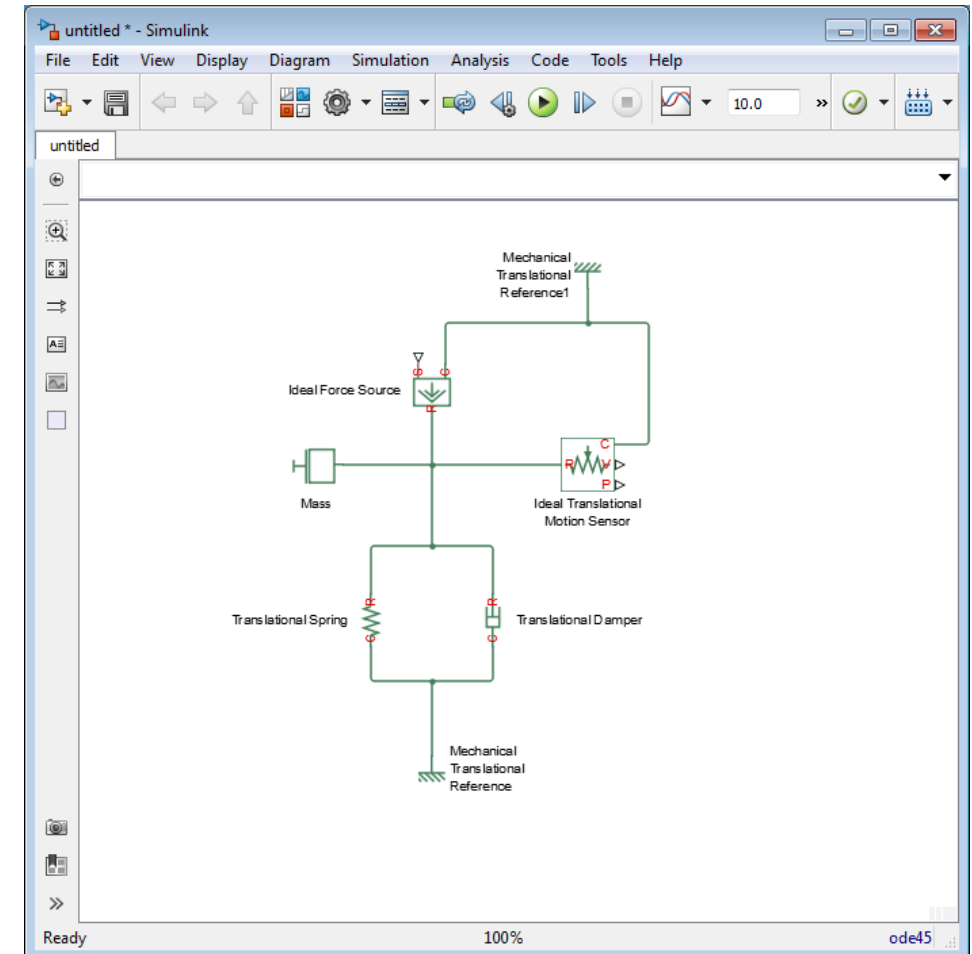 untitled * - Simulink
File Edit View Display Diagram Simulation Analysis Code Tools Help
10.0 »
untitled
Mechanical
Translational
Reference1
S C
Ideal Force Source
R
C
R V
P
Mass
Ideal Translational
Motion Sensor
R R
Translational Spring Translational Damper
C C
Mechanical
Translational
Reference
Ready 100% ode45